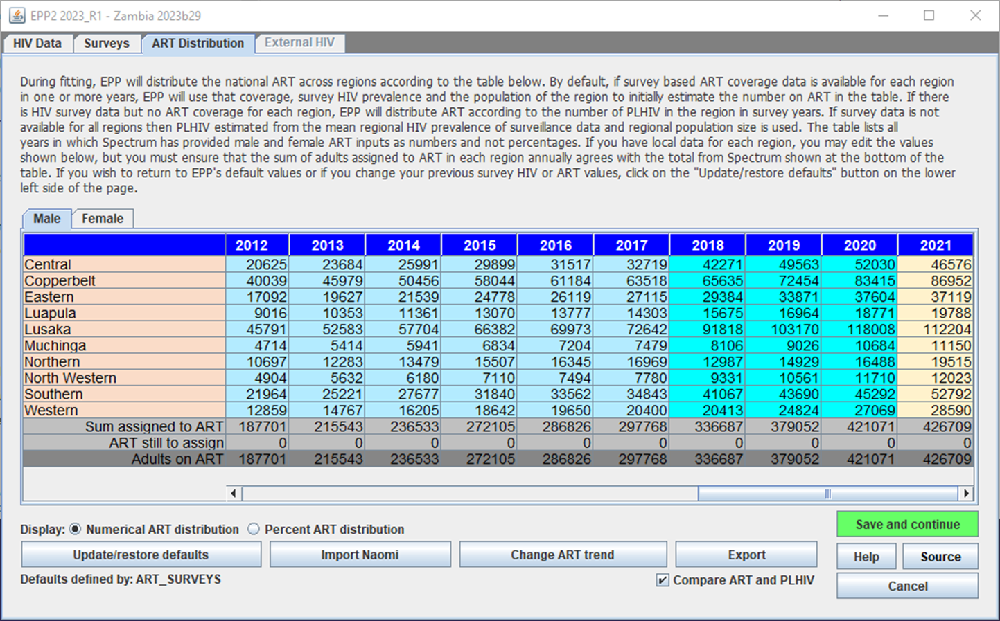 EPP2 2023_R1 - Zambia 2023b29
HIV Data Surveys ART Distribution External HIV
During fitting, EPP will distribute the national ART across regions according to the table below. By default, if survey based ART coverage data is available for each region
in one or more years, EPP will use that coverage, survey HIV prevalence and the population of the region to initially estimate the number on ART in the table. If there
is HIV survey data but no ART coverage for each region, EPP will distribute ART according to the number of PLHIV in the region in survey years. If survey data is not
available for all regions then PLHIV estimated from the mean regional HIV prevalence of surveillance data and regional population size is used. The table lists all
years in which Spectrum has provided male and female ART inputs as numbers and not percentages. If you have local data for each region, you may edit the values
shown below, but you must ensure that the sum of adults assigned to ART in each region annually agrees with the total from Spectrum shown at the bottom of the
table. If you wish to return to EPP's default values or if you change your previous survey HIV or ART values, click on the "Update/restore defaults" button on the lower
left side of the page.
Male Female
2012 2013 2014 2015 2016 2017 2018 2019 2020 2021
Central 20625 23684 25991 29899 31517 32719 42271 49563 52030 46576
Copperbelt 40039 45979 50456 58044 61184 63518 65635 72454 83415 86952
Eastern 17092 19627 21539 24778 26119 27115 29384 33871 37604 37119
Luapula 9016 10353 11361 13070 13777 14303 15675 16964 18771 19788
Lusaka 45791 52583 57704 66382 69973 72642 91818 103170 118008 112204
Muchinga 4714 5414 5941 6834 7204 7479 8106 9026 10684 11150
Northern 10697 12283 13479 15507 16345 16969 12987 14929 16488 19515
North Western 4904 5632 6180 7110 7494 7780 9331 10561 11710 12023
Southern 21964 25221 27677 31840 33562 34843 41067 43690 45292 52792
Western 12859 14767 16205 18642 19650 20400 20413 24824 27069 28590
Sum assigned to ART 187701 215543 236533 272105 286826 297768 336687 379052 421071 426709
ART still to assign 0 0 0 0 0 0 0 0 0 0
Adults on ART 187701 215543 236533 272105 286826 297768 336687 379052 421071 426709
Display: Numerical ART distribution Percent ART distribution
Save and continue
Update/restore defaults Import Naomi Change ART trend Export Help Source
Defaults defined by: ART_SURVEYS Compare ART and PLHIV Cancel